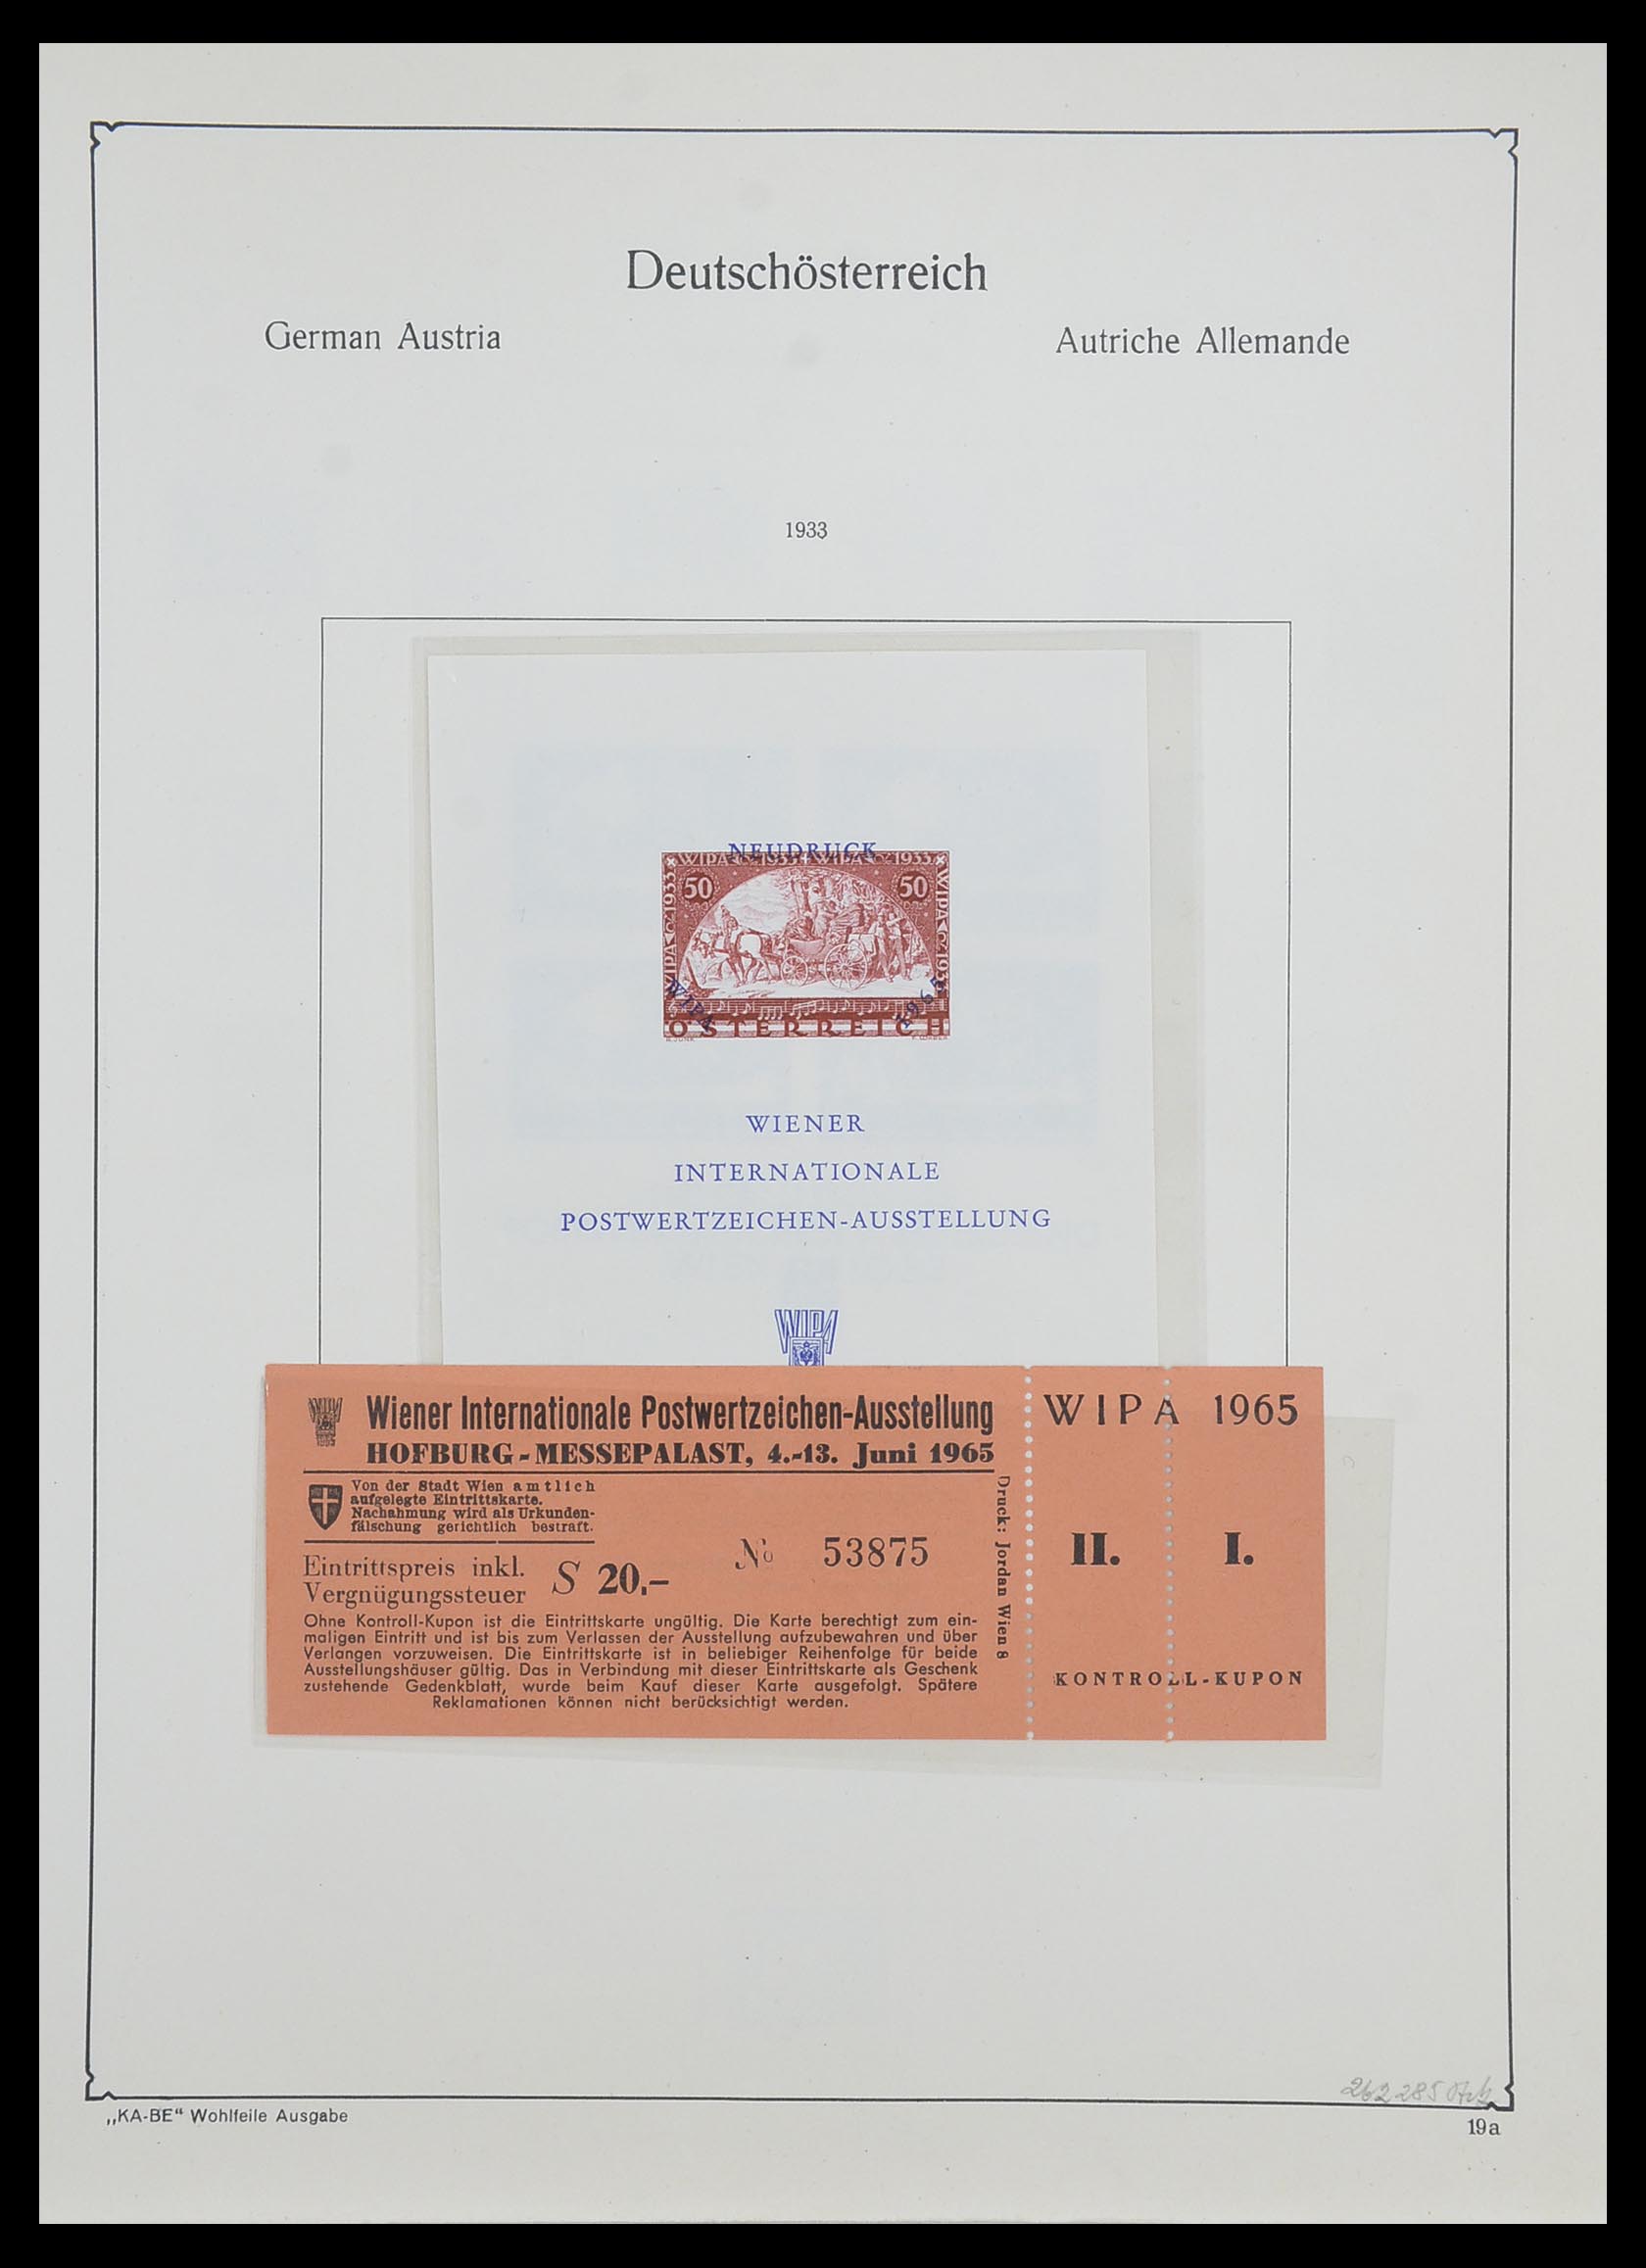 Deutschösterreich
German Austria
Autriche Allemande
1933
NEUDRUCK
WIPA 1933 WIPA 1933
WIPA 1933
50
50
WIPA 1933
WIPA
1965
ÖSTERREICH
WIENER
INTERNATIONALE
POSTWERTZEICHEN-AUSSTELLUNG
WIPA
Wiener Internationale Postwertzeichen-Ausstellung
HOFBURG-MESSEPALAST, 4.-13. Juni 1965
Von der Stadt Wien amtlich
aufgelegte Eintrittskarte.
Nachahmung wird als Urkunden-
fälschung gerichtlich bestraft.
Eintrittspreis inkl.
Vergnügungssteuer
S 20,-
№ 53875
Ohne Kontroll-Kupon ist die Eintrittskarte ungültig. Die Karte berechtigt zum ein-
maligen Eintritt und ist bis zum Verlassen der Ausstellung aufzubewahren und über
Verlangen vorzuweisen. Die Eintrittskarte ist in beliebiger Reihenfolge für beide
Ausstellungshäuser gültig. Das in Verbindung mit dieser Eintrittskarte als Geschenk
zustehende Gedenkblatt, wurde beim Kauf dieser Karte ausgefolgt. Spätere
Reklamationen können nicht berücksichtigt werden.
Druck: Jordan Wien 8
WIPA 1965
II. I.
KONTROLL-KUPON
„KA-BE“ Wohlfeile Ausgabe
19a